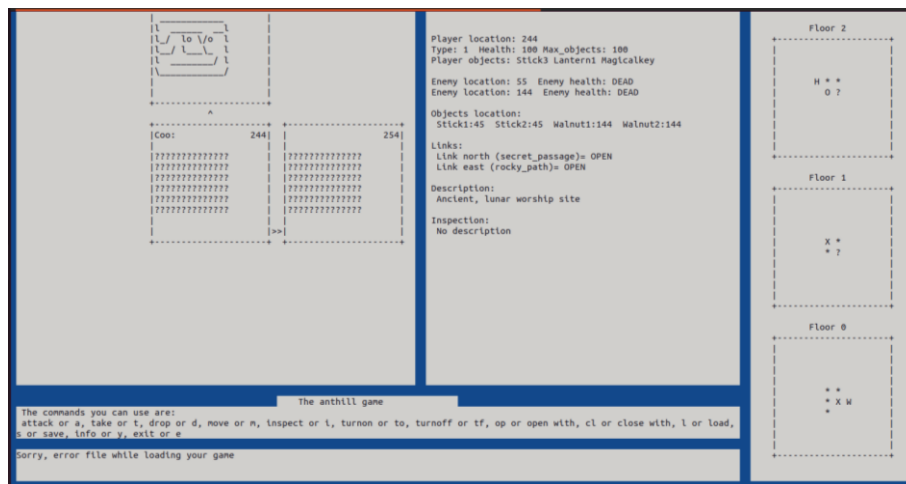 |Coo: 244|
| 254|
|??????????????
|??????????????
|??????????????
|??????????????
|??????????????
|??????????????
|??????????????
|??????????????
|??????????????
|??????????????
|??????????????
|??????????????
|>>|
Player location: 244
Type: 1 Health: 100 Max_objects: 100
Player objects: Stick3 Lantern1 Magicalkey
Enemy location: 55 Enemy health: DEAD
Enemy location: 144 Enemy health: DEAD
Objects location:
Stick1:45 Stick2:45 Walnut1:144 Walnut2:144
Links:
Link north (secret_passage)= OPEN
Link east (rocky_path)= OPEN
Description:
Ancient, lunar worship site
Inspection:
No description
Floor 2
H * *
O ?
Floor 1
X *
* ?
Floor 0
* *
* X W
*
The anthill game
The commands you can use are:
attack or a, take or t, drop or d, move or m, inspect or i, turnon or to, turnoff or tf, op or open with, cl or close with, l or load,
s or save, info or y, exit or e
Sorry, error file while loading your game